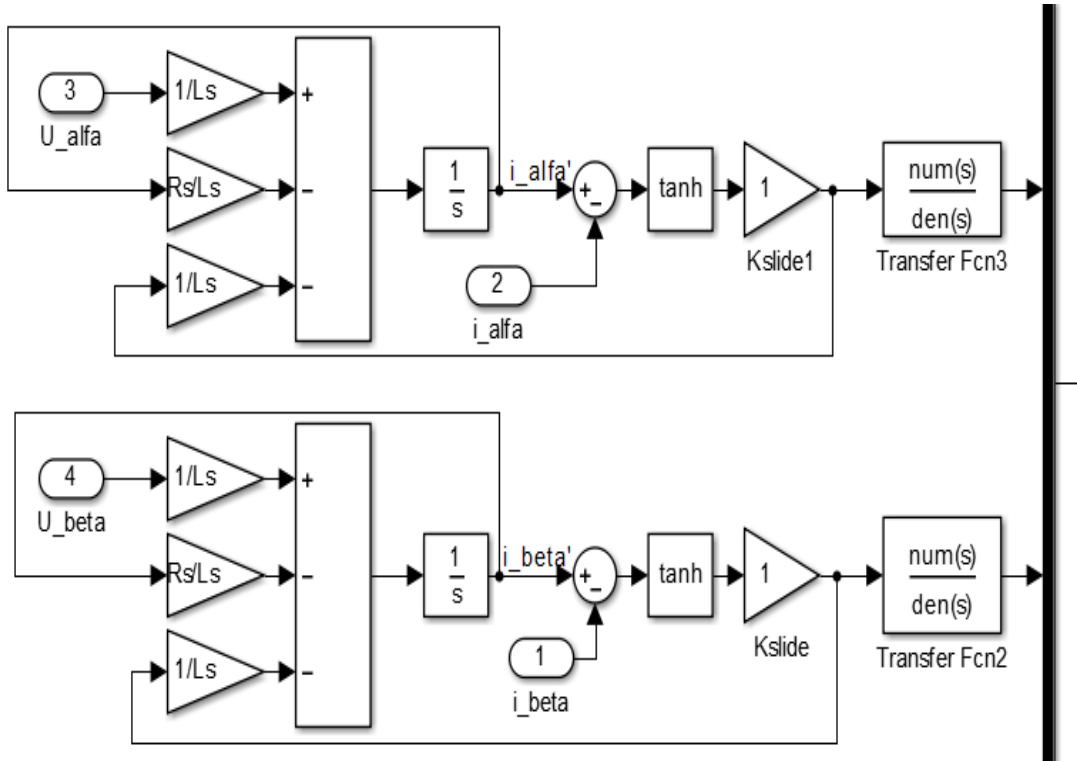 3
U_alfa
1/Ls
+
Rs/Ls
−
1/Ls
−
1
s
i_alfa'
+
−
2
i_alfa
tanh
1
Kslide1
num(s)
den(s)
Transfer Fcn3
4
U_beta
1/Ls
+
Rs/Ls
−
1/Ls
−
1
s
i_beta'
+
−
1
i_beta
tanh
1
Kslide
num(s)
den(s)
Transfer Fcn2